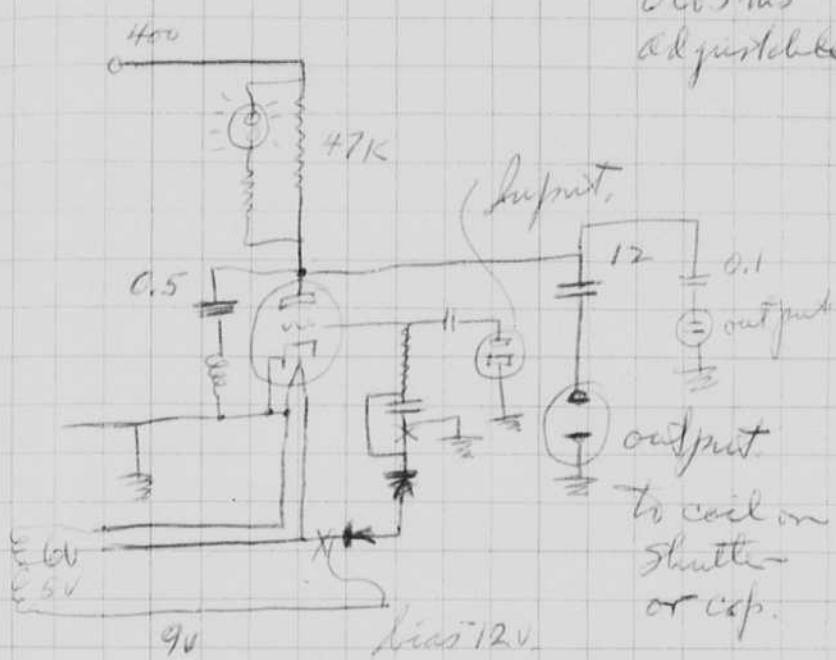 adjustable
400
47K
Input.
0.5
12
0.1
output
output
to coil on
Shutter
or cap.
6V
5V
9v
bias 12v